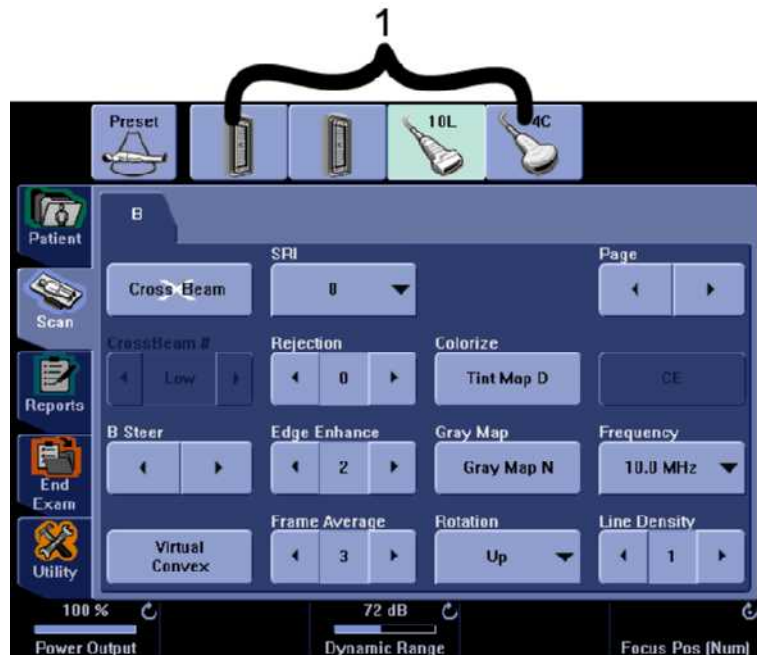 1
Preset
10L
4C
Patient
Scan
Reports
End
Exam
Utility
B
Cross Beam
SRI
0
Page
CrossBeam #
Low
Rejection
0
Colorize
Tint Map D
CE
B Steer
Edge Enhance
2
Gray Map
Gray Map N
Frequency
10.0 MHz
Virtual
Convex
Frame Average
3
Rotation
Up
Line Density
1
100 %
Power Output
72 dB
Dynamic Range
Focus Pos (Num)